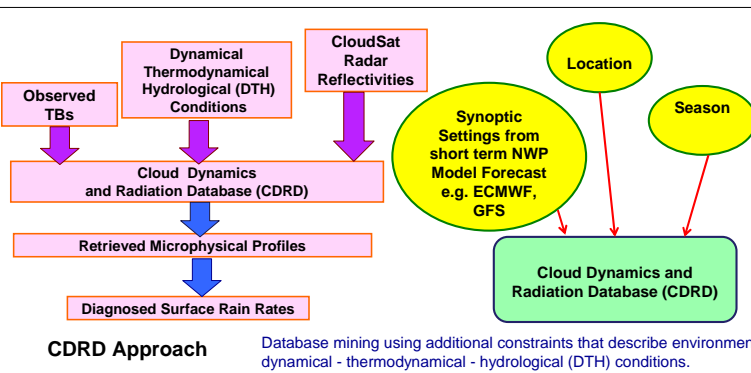 Observed
TBs
Dynamical
Thermodynamical
Hydrological (DTH)
Conditions
CloudSat
Radar
Reflectivities
Cloud Dynamics
and Radiation Database (CDRD)
Retrieved Microphysical Profiles
Diagnosed Surface Rain Rates
CDRD Approach
Synoptic
Settings from
short term NWP
Model Forecast
e.g. ECMWF,
GFS
Location
Season
Cloud Dynamics and
Radiation Database (CDRD)
Database mining using additional constraints that describe environmen
dynamical - thermodynamical - hydrological (DTH) conditions.